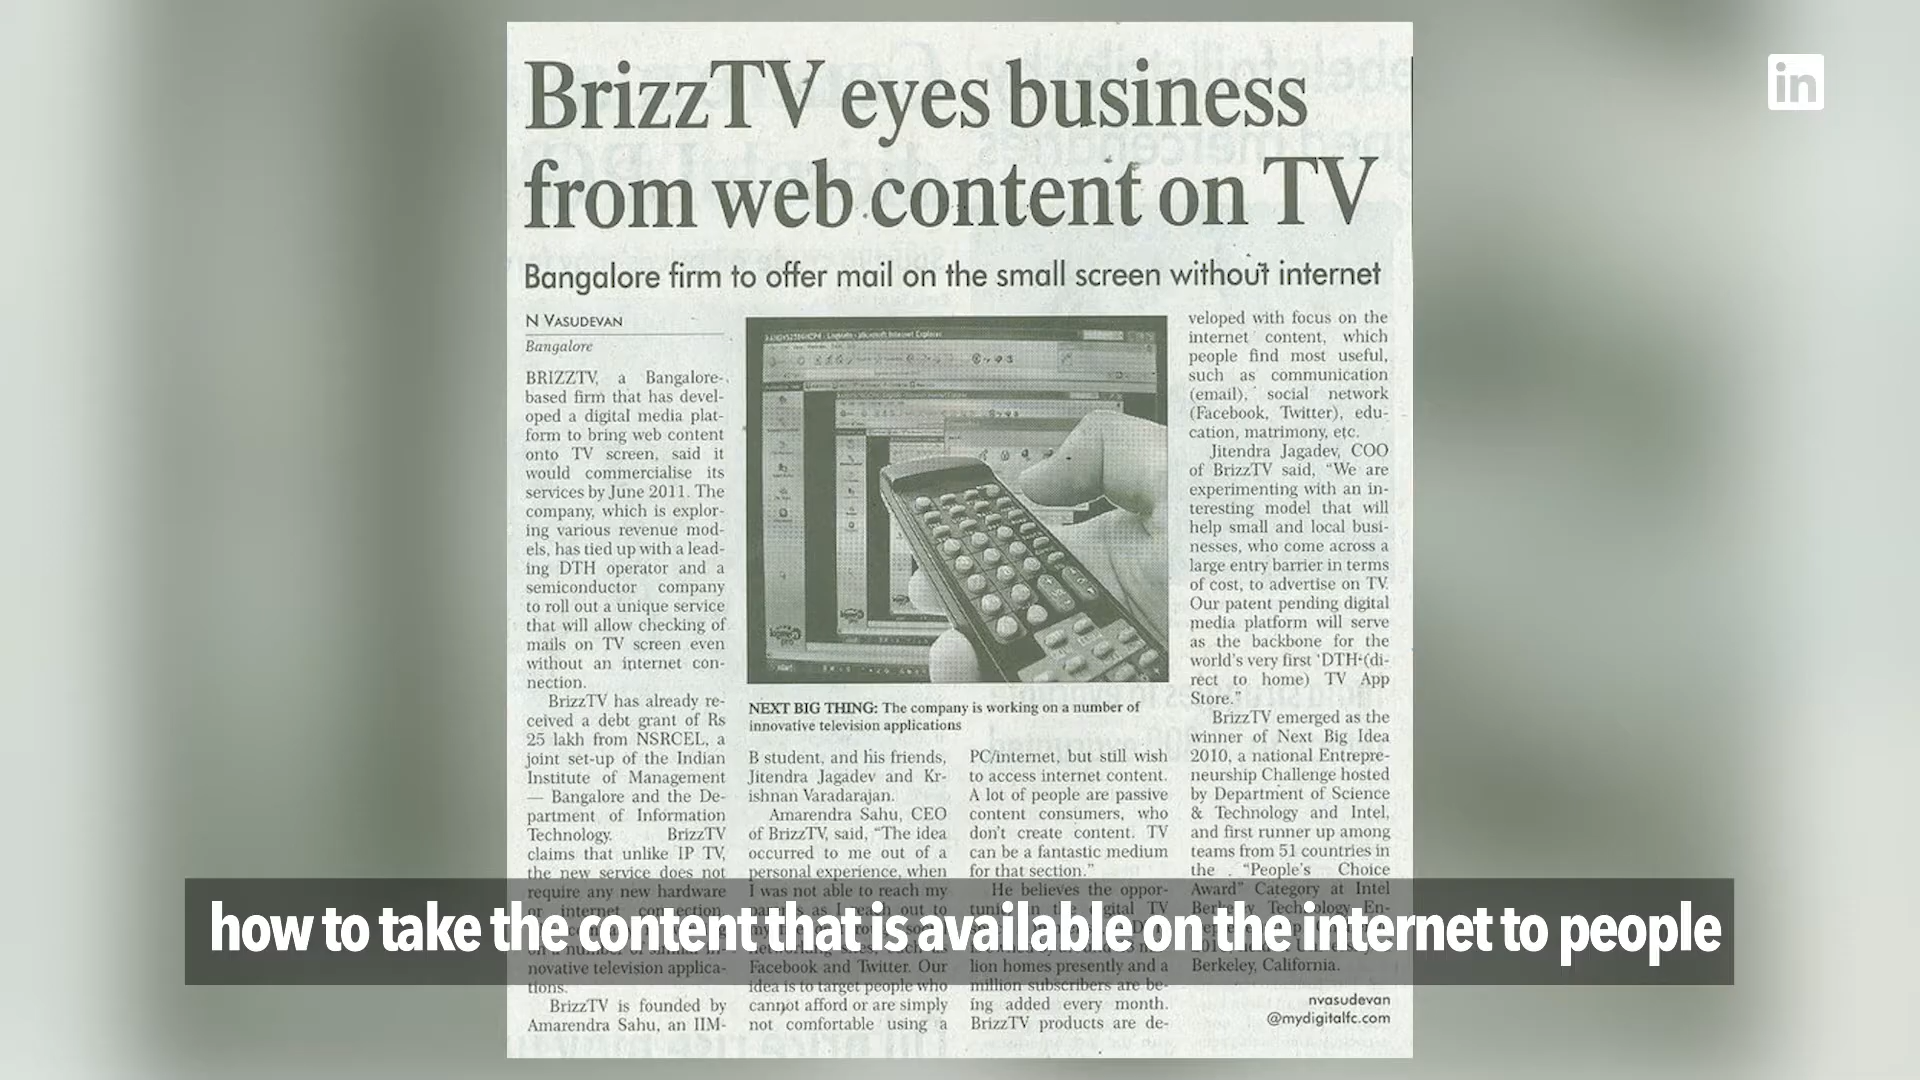 BrizzTV eyes business
from web content on TV
Bangalore firm to offer mail on the small screen without internet
N VASUDEVAN
Bangalore
BRIZZTV, a Bangalore-
based firm that has devel-
oped a digital media plat-
form to bring web content
onto TV screen, said it
would commercialise its
services by June 2011. The
company, which is explor-
ing various revenue mod-
els, has tied up with a lead-
ing DTH operator and a
semiconductor company
to roll out a unique service
that will allow checking of
mails on TV screen even
without an internet con-
nection.
BrizzTV has already re-
ceived a debt grant of Rs
25 lakh from NSRCEL, a
joint set-up of the Indian
Institute of Management
— Bangalore and the De-
partment of Information
Technology. BrizzTV
claims that unlike IP TV,
the new service does not
require any new hardware
or internet connection.
novative television applica-
tions.
BrizzTV is founded by
Amarendra Sahu, an IIM-
NEXT BIG THING: The company is working on a number of
innovative television applications
B student, and his friends,
Jitendra Jagadev and Kr-
ishnan Varadarajan.
Amarendra Sahu, CEO
of BrizzTV, said, “The idea
occurred to me out of a
personal experience, when
I was not able to reach my
Facebook and Twitter. Our
idea is to target people who
cannot afford or are simply
not comfortable using a
PC/internet, but still wish
to access internet content.
A lot of people are passive
content consumers, who
don't create content. TV
can be a fantastic medium
for that section.”
He believes the oppor-
lion homes presently and a
million subscribers are be-
ing added every month.
BrizzTV products are de-
veloped with focus on the
internet content, which
people find most useful,
such as communication
(email), social network
(Facebook, Twitter), edu-
cation, matrimony, etc.
Jitendra Jagadev, COO
of BrizzTV said, “We are
experimenting with an in-
teresting model that will
help small and local busi-
nesses, who come across a
large entry barrier in terms
of cost, to advertise on TV.
Our patent pending digital
media platform will serve
as the backbone for the
world's very first 'DTH (di-
rect to home) TV App
Store.”
BrizzTV emerged as the
winner of Next Big Idea
2010, a national Entrepre-
neurship Challenge hosted
by Department of Science
& Technology and Intel,
and first runner up among
teams from 51 countries in
the “People's Choice
Award” Category at Intel
Berkeley, California.
nvasudevan
@mydigitalfc.com
how to take the content that is available on the internet to people
in